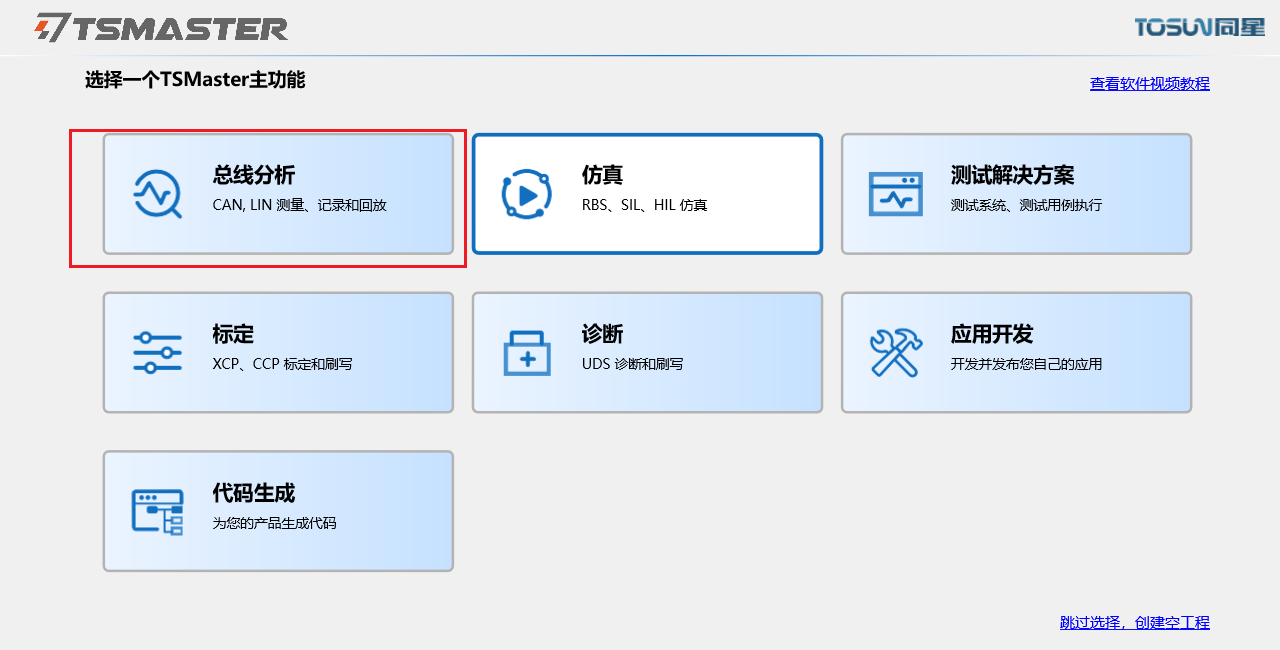 TSMASTER
TOSUN同星
选择一个TSMaster主功能
查看软件视频教程
总线分析
CAN, LIN 测量、记录和回放
仿真
RBS、SIL、HIL 仿真
测试解决方案
测试系统、测试用例执行
标定
XCP、CCP 标定和刷写
诊断
UDS 诊断和刷写
应用开发
开发并发布您自己的应用
代码生成
为您的产品生成代码
跳过选择，创建空工程